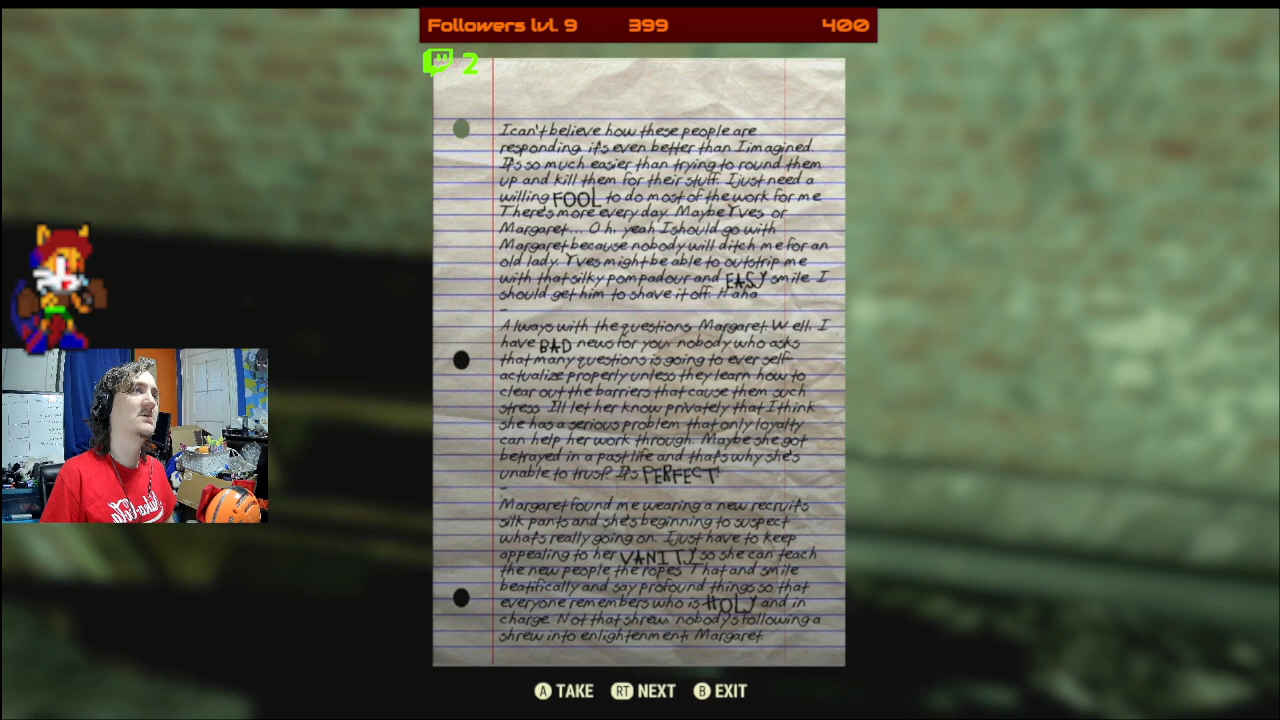 Followers lvl. 9 399 400
2
I can't believe how these people are
responding. it's even better than I imagined.
It's so much easier than trying to round them
up and kill them for their stuff. I just need a
willing FOOL to do most of the work for me
There's more every day. Maybe Yves or
Margaret... Oh, yeah I should go with
Margaret because nobody will ditch me for an
old lady. Yves might be able to outstrip me
with that silky pompadour and EASY smile. I
should get him to shave it off. Haha
-
Always with the questions, Margaret. Well, I
have BAD news for you: nobody who asks
that many questions is going to ever self-
actualize properly unless they learn how to
clear out the barriers that cause them such
stress. I'll let her know privately that I think
she has a serious problem that only loyalty
can help her work through. Maybe she got
betrayed in a past life and that's why she's
unable to trust? It's PERFECT!
-
Margaret found me wearing a new recruit's
silk pants and she's beginning to suspect
what's really going on. I just have to keep
appealing to her VANITY so she can teach
the new people the ropes. That and smile
beatifically and say profound things so that
everyone remembers who is HOLY and in
charge. Not that shrew. nobody's following a
shrew into enlightenment, Margaret.
A TAKE RT NEXT B EXIT